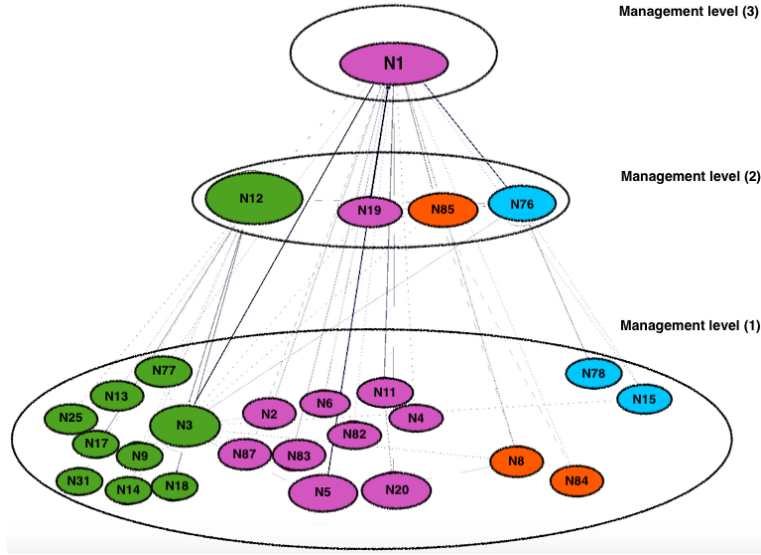 Management level (3)
N1
Management level (2)
N12
N19
N85
N76
Management level (1)
N77
N78
N13
N15
N25
N3
N2
N6
N11
N4
N17
N9
N82
N87
N83
N8
N31
N14
N18
N5
N20
N84